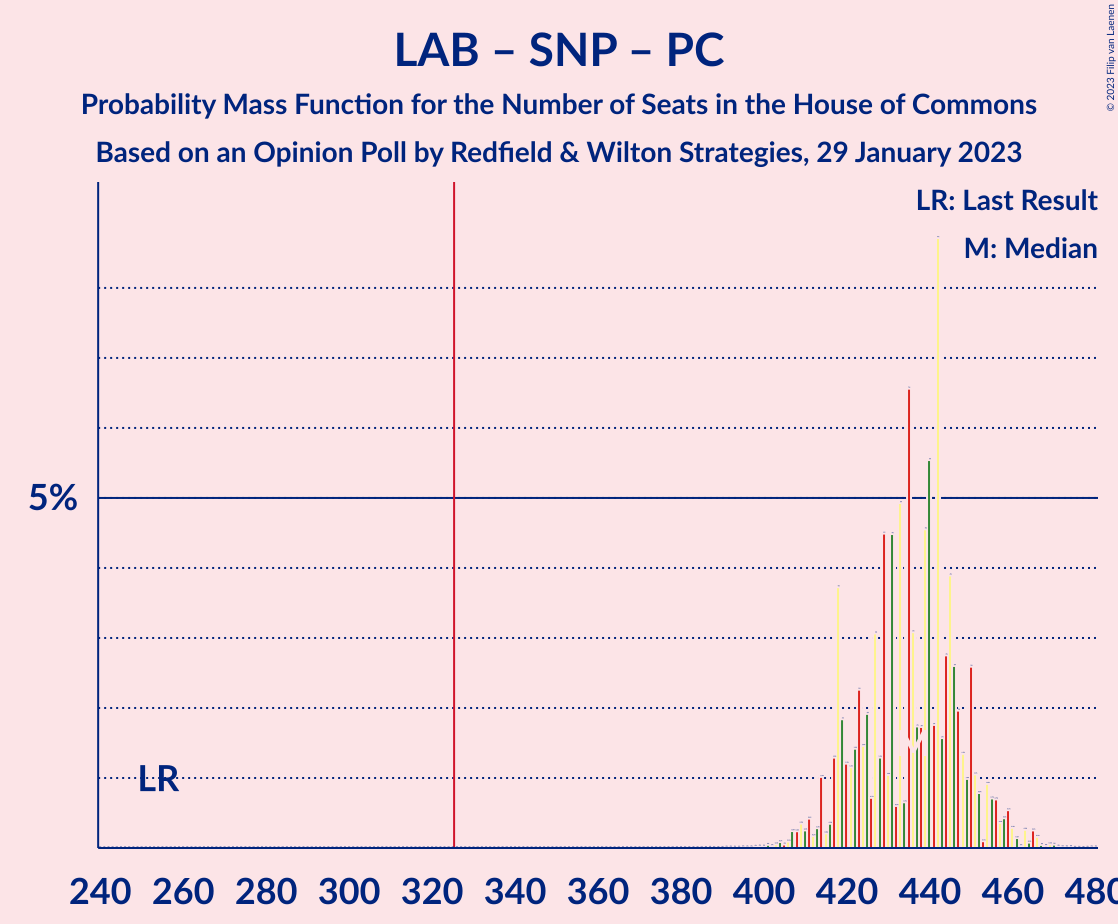 LAB – SNP – PC
Probability Mass Function for the Number of Seats in the House of Commons
Based on an Opinion Poll by Redfield & Wilton Strategies, 29 January 2023
© 2023 Filip van Laenen
LR: Last Result
M: Median
5%
LR
M
240 260 280 300 320 340 360 380 400 420 440 460 480